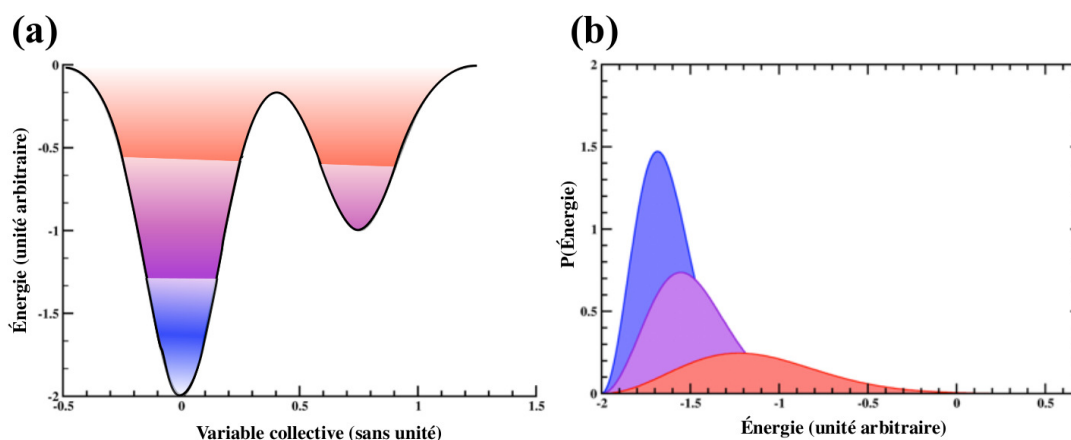 (a)
0
-0.5
-1
-1.5
-2
Énergie (unité arbitraire)
-0.5 0 0.5 1 1.5
Variable collective (sans unité)
(b)
2
1.5
1
0.5
0
P(Énergie)
-2 -1.5 -1 -0.5 0 0.5
Énergie (unité arbitraire)